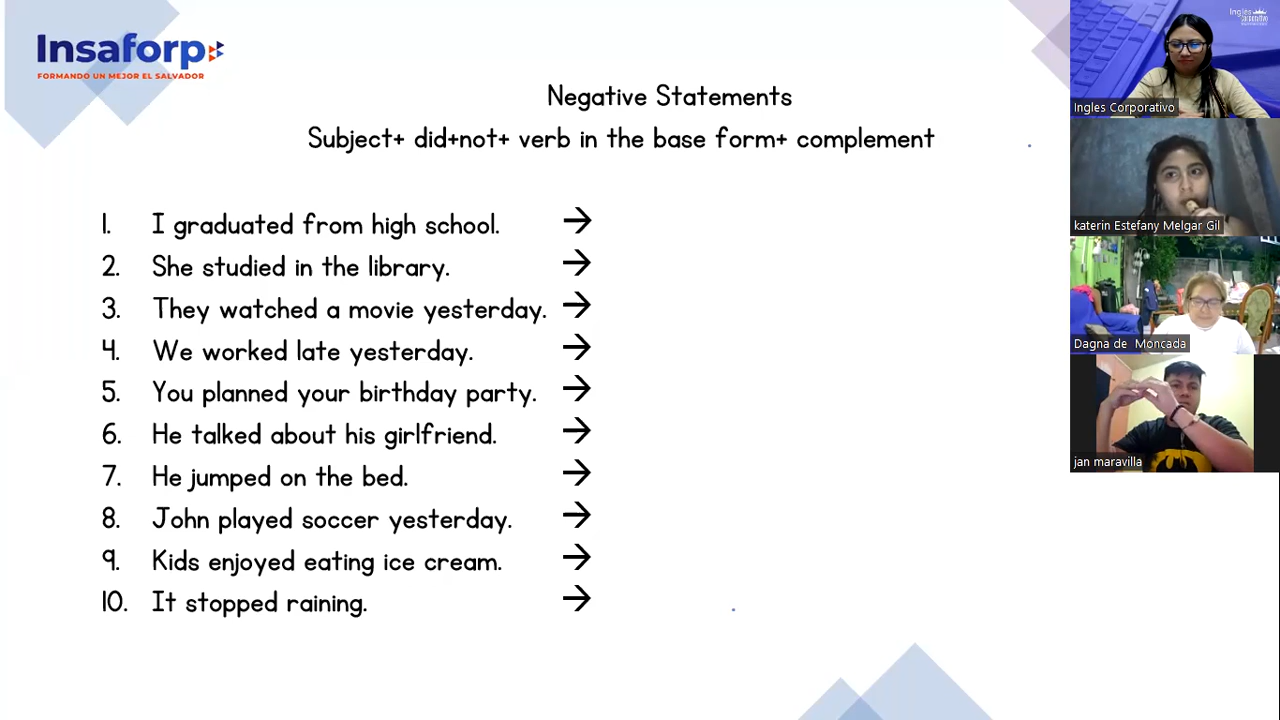 Insaforp
FORMANDO UN MEJOR EL SALVADOR
Negative Statements
Subject+ did+not+ verb in the base form+ complement
1. I graduated from high school. →
2. She studied in the library. →
3. They watched a movie yesterday. →
4. We worked late yesterday. →
5. You planned your birthday party. →
6. He talked about his girlfriend. →
7. He jumped on the bed. →
8. John played soccer yesterday. →
9. Kids enjoyed eating ice cream. →
10. It stopped raining. →
Inglés
Ingles Corporativo
katerin Estefany Melgar Gil
Dagna de Moncada
jan maravilla